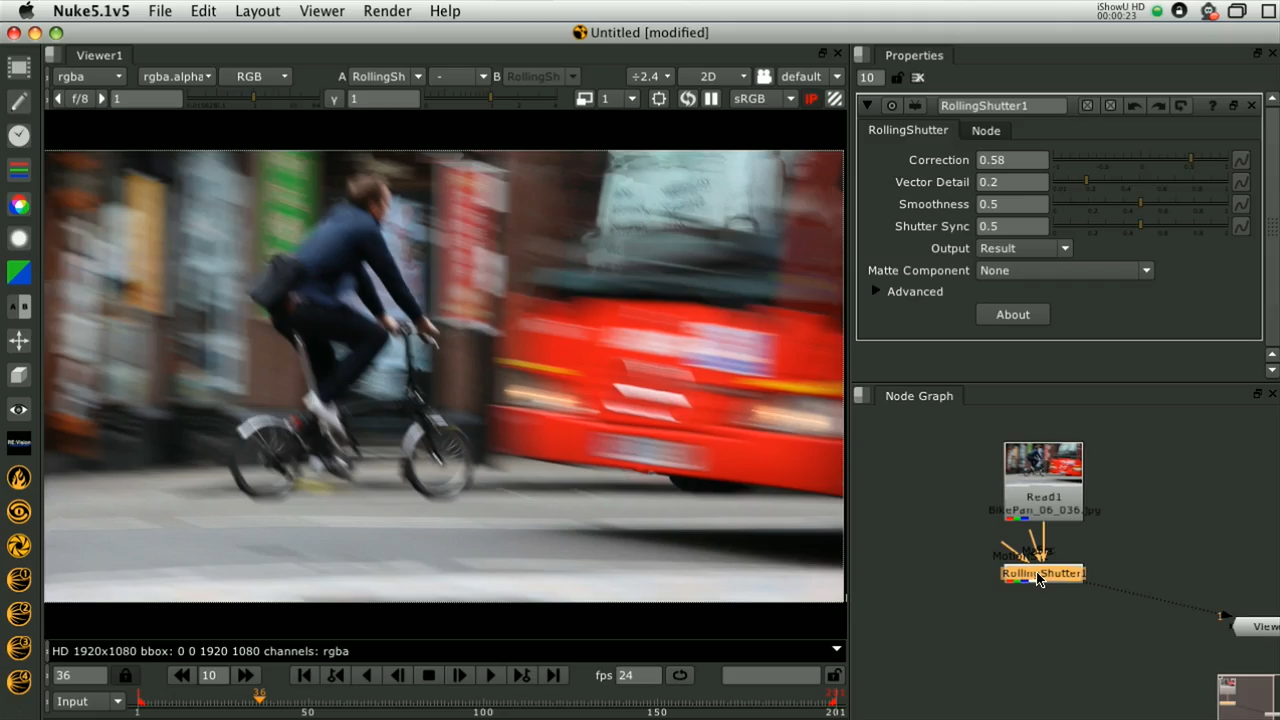 Nuke5.1v5 File Edit Layout Viewer Render Help
iShowU HD
00:00:23
Untitled [modified]
Viewer1
rgba rgba.alpha RGB A RollingSh - B RollingSh ÷2.4 2D default
f/8 1 γ 1 1 sRGB IP
HD 1920x1080 bbox: 0 0 1920 1080 channels: rgba
36 10 fps 24
Input 36 201
1 50 100 150 201
Properties
10
RollingShutter1
RollingShutter Node
Correction 0.58
Vector Detail 0.2
Smoothness 0.5
Shutter Sync 0.5
Output Result
Matte Component None
Advanced
About
Node Graph
Read1
BikePan_06_036.jpg
RollingShutter1
1
View